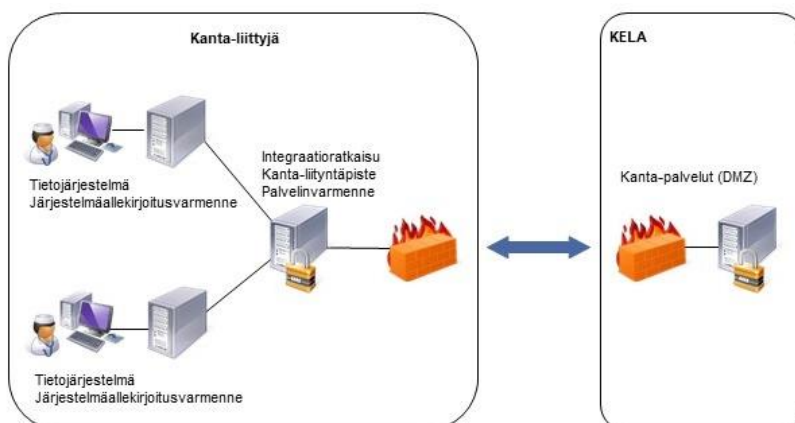 Kanta-liittyjä
KELA
Tietojärjestelmä
Järjestelmäallekirjoitusvarmenne
Integraatioratkaisu
Kanta-liityntäpiste
Palvelinvarmenne
Kanta-palvelut (DMZ)
Tietojärjestelmä
Järjestelmäallekirjoitusvarmenne